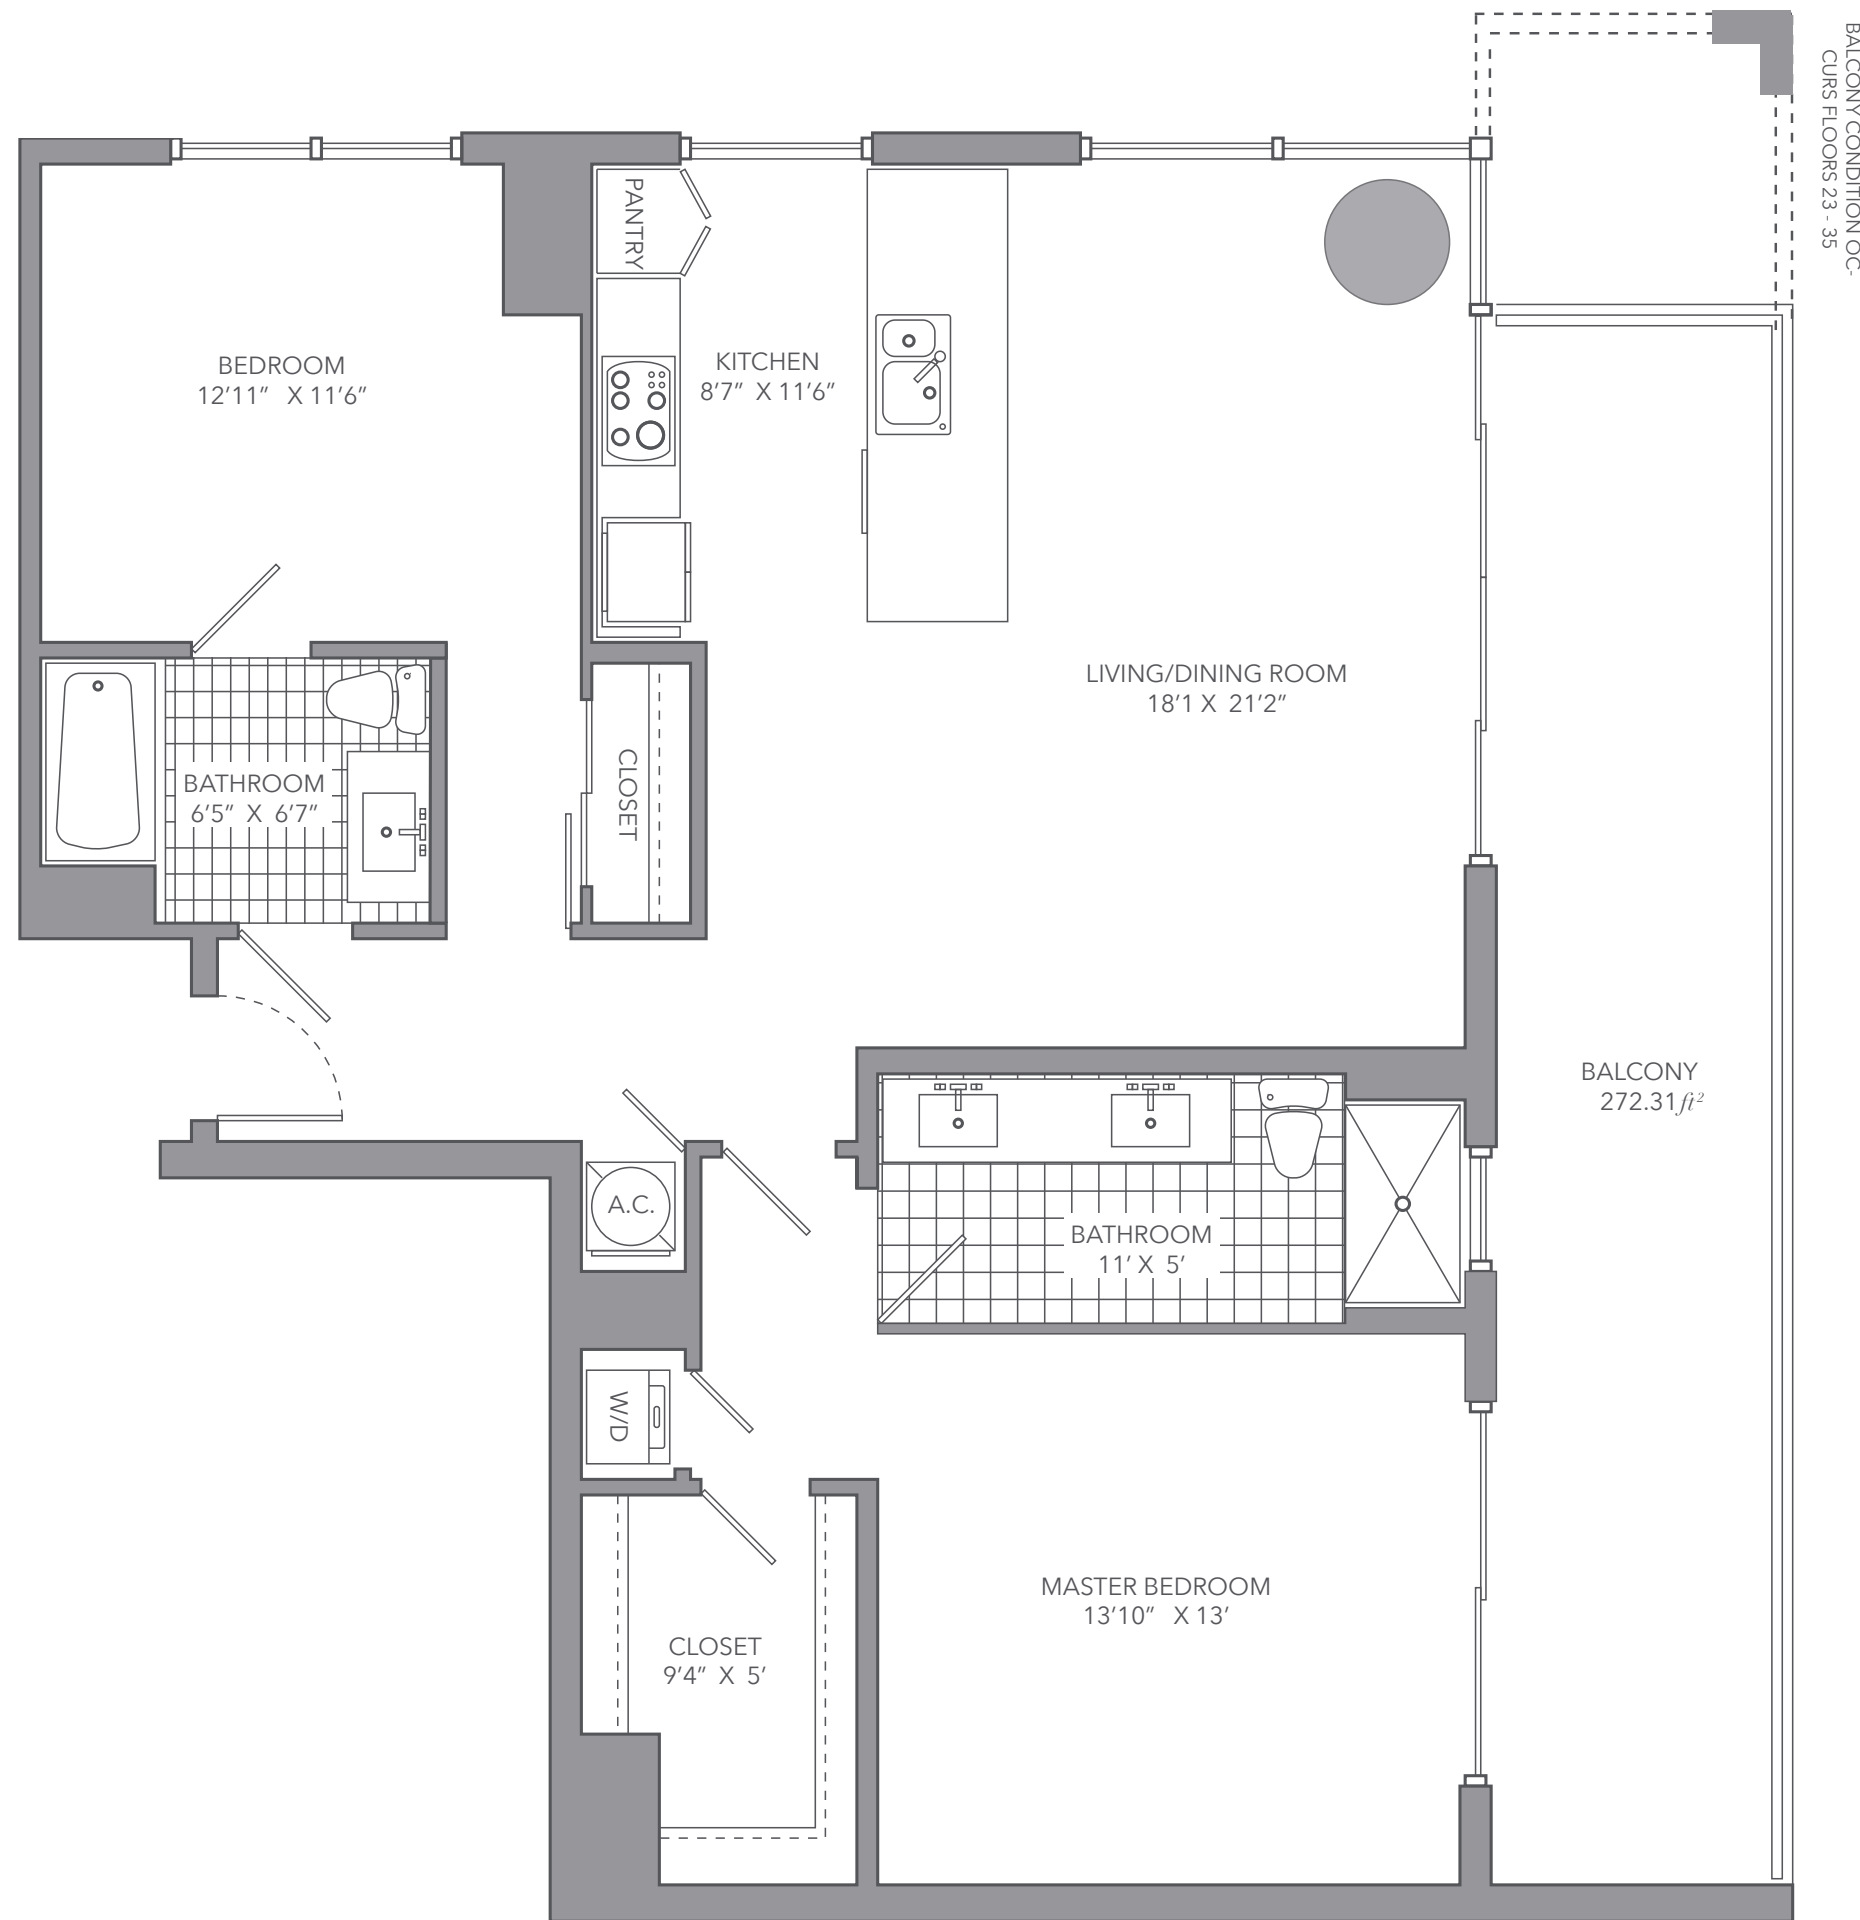 BALCONY CONDITION OC-
CURS FLOORS 23 - 35
PANTRY
BEDROOM
12'11" X 11'6"
KITCHEN
8'7" X 11'6"
LIVING/DINING ROOM
18'1 X 21'2"
CLOSET
BATHROOM
6'5" X 6'7"
BALCONY
272.31ft²
A.C.
BATHROOM
11' X 5'
W/D
MASTER BEDROOM
13'10" X 13'
CLOSET
9'4" X 5'